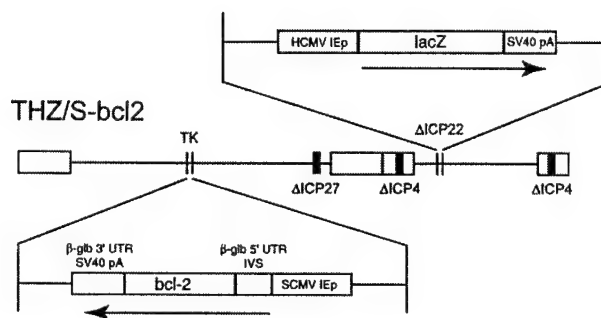 HCMV IEp lacZ SV40 pA
THZ/S-bcl2
TK
ΔICP22
ΔICP27
ΔICP4
ΔICP4
β-glb 3' UTR
SV40 pA
β-glb 5' UTR
IVS
bcl-2
SCMV IEp